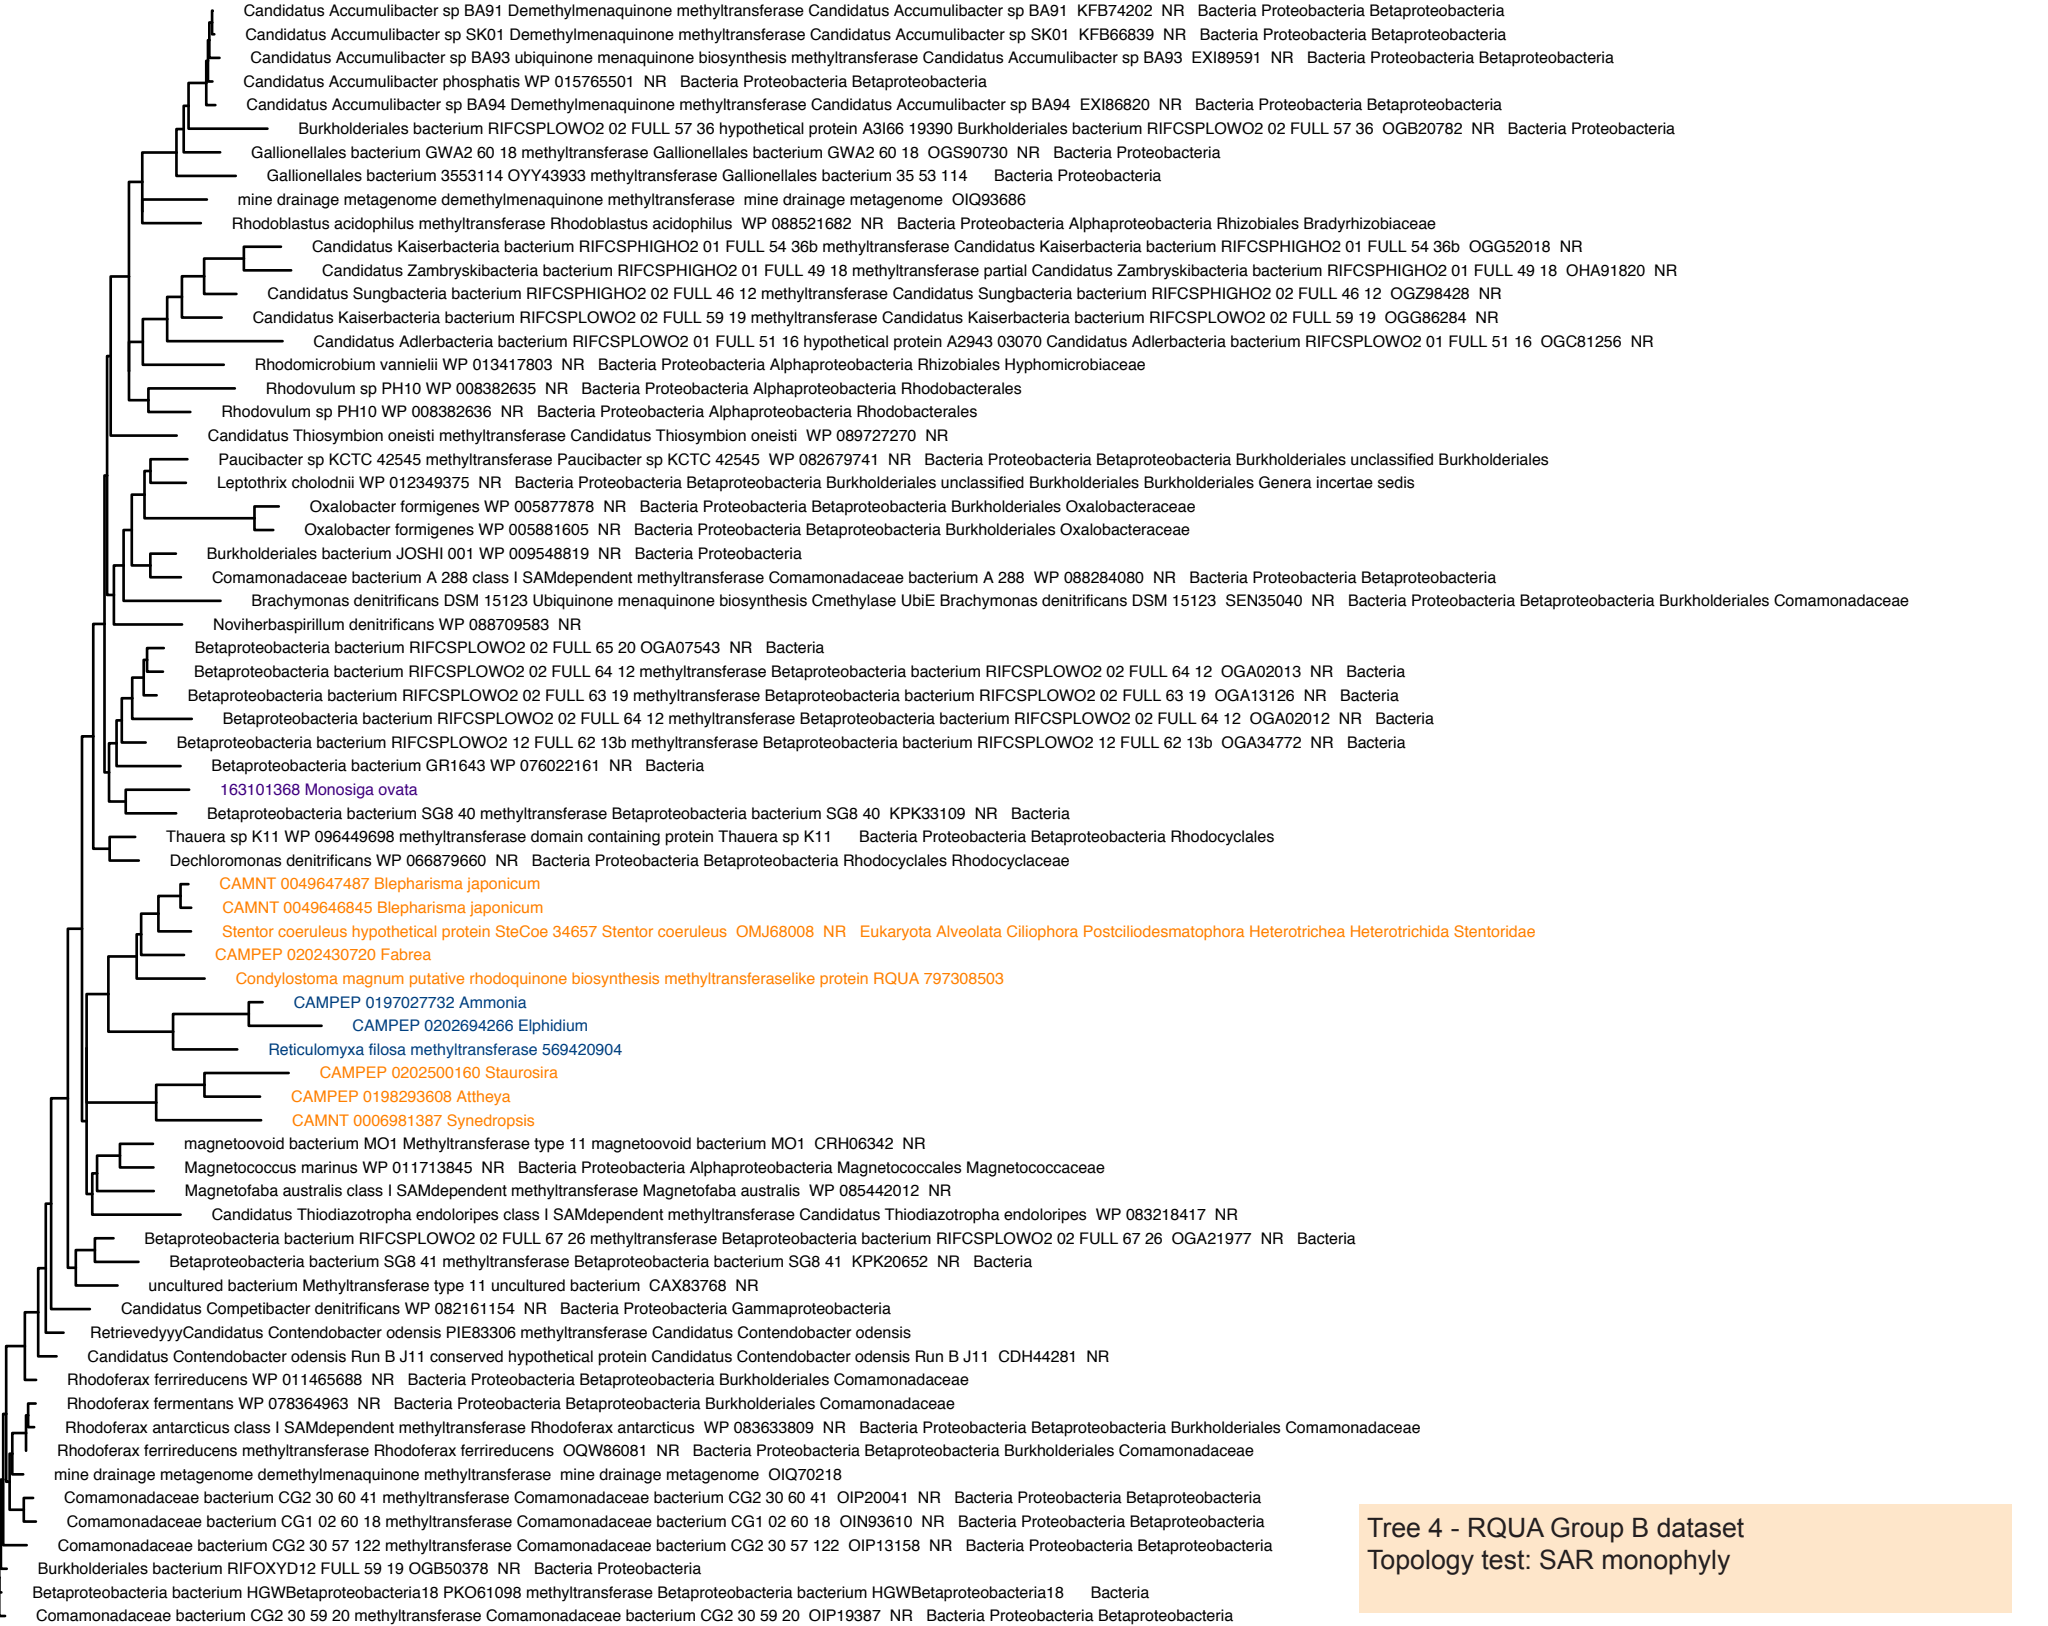 Candidatus Accumulibacter sp BA91 Demethylmenaquinone methyltransferase Candidatus Accumulibacter sp BA91 KFB74202 NR Bacteria Proteobacteria Betaproteobacteria
Candidatus Accumulibacter sp SK01 Demethylmenaquinone methyltransferase Candidatus Accumulibacter sp SK01 KFB66839 NR Bacteria Proteobacteria Betaproteobacteria
Candidatus Accumulibacter sp BA93 ubiquinone menaquinone biosynthesis methyltransferase Candidatus Accumulibacter sp BA93 EXI89591 NR Bacteria Proteobacteria Betaproteobacteria
Candidatus Accumulibacter phosphatis WP 015765501 NR Bacteria Proteobacteria Betaproteobacteria
Candidatus Accumulibacter sp BA94 Demethylmenaquinone methyltransferase Candidatus Accumulibacter sp BA94 EXI86820 NR Bacteria Proteobacteria Betaproteobacteria
Burkholderiales bacterium RIFCSPLOWO2 02 FULL 57 36 hypothetical protein A3I66 19390 Burkholderiales bacterium RIFCSPLOWO2 02 FULL 57 36 OGB20782 NR Bacteria Proteobacteria
Gallionellales bacterium GWA2 60 18 methyltransferase Gallionellales bacterium GWA2 60 18 OGS90730 NR Bacteria Proteobacteria
Gallionellales bacterium 3553114 OYY43933 methyltransferase Gallionellales bacterium 35 53 114 Bacteria Proteobacteria
mine drainage metagenome demethylmenaquinone methyltransferase mine drainage metagenome OIQ93686
Rhodoblastus acidophilus methyltransferase Rhodoblastus acidophilus WP 088521682 NR Bacteria Proteobacteria Alphaproteobacteria Rhizobiales Bradyrhizobiaceae
Candidatus Kaiserbacteria bacterium RIFCSPHIGHO2 01 FULL 54 36b methyltransferase Candidatus Kaiserbacteria bacterium RIFCSPHIGHO2 01 FULL 54 36b OGG52018 NR
Candidatus Zambryskibacteria bacterium RIFCSPHIGHO2 01 FULL 49 18 methyltransferase partial Candidatus Zambryskibacteria bacterium RIFCSPHIGHO2 01 FULL 49 18 OHA91820 NR
Candidatus Sungbacteria bacterium RIFCSPHIGHO2 02 FULL 46 12 methyltransferase Candidatus Sungbacteria bacterium RIFCSPHIGHO2 02 FULL 46 12 OGZ98428 NR
Candidatus Kaiserbacteria bacterium RIFCSPLOWO2 02 FULL 59 19 methyltransferase Candidatus Kaiserbacteria bacterium RIFCSPLOWO2 02 FULL 59 19 OGG86284 NR
Candidatus Adlerbacteria bacterium RIFCSPLOWO2 01 FULL 51 16 hypothetical protein A2943 03070 Candidatus Adlerbacteria bacterium RIFCSPLOWO2 01 FULL 51 16 OGC81256 NR
Rhodomicrobium vannielii WP 013417803 NR Bacteria Proteobacteria Alphaproteobacteria Rhizobiales Hyphomicrobiaceae
Rhodovulum sp PH10 WP 008382635 NR Bacteria Proteobacteria Alphaproteobacteria Rhodobacterales
Rhodovulum sp PH10 WP 008382636 NR Bacteria Proteobacteria Alphaproteobacteria Rhodobacterales
Candidatus Thiosymbion oneisti methyltransferase Candidatus Thiosymbion oneisti WP 089727270 NR
Paucibacter sp KCTC 42545 methyltransferase Paucibacter sp KCTC 42545 WP 082679741 NR Bacteria Proteobacteria Betaproteobacteria Burkholderiales unclassified Burkholderiales
Leptothrix cholodnii WP 012349375 NR Bacteria Proteobacteria Betaproteobacteria Burkholderiales unclassified Burkholderiales Burkholderiales Genera incertae sedis
Oxalobacter formigenes WP 005877878 NR Bacteria Proteobacteria Betaproteobacteria Burkholderiales Oxalobacteraceae
Oxalobacter formigenes WP 005881605 NR Bacteria Proteobacteria Betaproteobacteria Burkholderiales Oxalobacteraceae
Burkholderiales bacterium JOSHI 001 WP 009548819 NR Bacteria Proteobacteria
Comamonadaceae bacterium A 288 class I SAMdependent methyltransferase Comamonadaceae bacterium A 288 WP 088284080 NR Bacteria Proteobacteria Betaproteobacteria
Brachymonas denitrificans DSM 15123 Ubiquinone menaquinone biosynthesis Cmethylase UbiE Brachymonas denitrificans DSM 15123 SEN35040 NR Bacteria Proteobacteria Betaproteobacteria Burkholderiales Comamonadaceae
Noviherbaspirillum denitrificans WP 088709583 NR
Betaproteobacteria bacterium RIFCSPLOWO2 02 FULL 65 20 OGA07543 NR Bacteria
Betaproteobacteria bacterium RIFCSPLOWO2 02 FULL 64 12 methyltransferase Betaproteobacteria bacterium RIFCSPLOWO2 02 FULL 64 12 OGA02013 NR Bacteria
Betaproteobacteria bacterium RIFCSPLOWO2 02 FULL 63 19 methyltransferase Betaproteobacteria bacterium RIFCSPLOWO2 02 FULL 63 19 OGA13126 NR Bacteria
Betaproteobacteria bacterium RIFCSPLOWO2 02 FULL 64 12 methyltransferase Betaproteobacteria bacterium RIFCSPLOWO2 02 FULL 64 12 OGA02012 NR Bacteria
Betaproteobacteria bacterium RIFCSPLOWO2 12 FULL 62 13b methyltransferase Betaproteobacteria bacterium RIFCSPLOWO2 12 FULL 62 13b OGA34772 NR Bacteria
Betaproteobacteria bacterium GR1643 WP 076022161 NR Bacteria
163101368 Monosiga ovata
Betaproteobacteria bacterium SG8 40 methyltransferase Betaproteobacteria bacterium SG8 40 KPK33109 NR Bacteria
Thauera sp K11 WP 096449698 methyltransferase domain containing protein Thauera sp K11 Bacteria Proteobacteria Betaproteobacteria Rhodocyclales
Dechloromonas denitrificans WP 066879660 NR Bacteria Proteobacteria Betaproteobacteria Rhodocyclales Rhodocyclaceae
CAMNT 0049647487 Blepharisma japonicum
CAMNT 0049646845 Blepharisma japonicum
Stentor coeruleus hypothetical protein SteCoe 34657 Stentor coeruleus OMJ68008 NR Eukaryota Alveolata Ciliophora Postciliodesmatophora Heterotrichea Heterotrichida Stentoridae
CAMPEP 0202430720 Fabrea
Condylostoma magnum putative rhodoquinone biosynthesis methyltransferaselike protein RQUA 797308503
CAMPEP 0197027732 Ammonia
CAMPEP 0202694266 Elphidium
Reticulomyxa filosa methyltransferase 569420904
CAMPEP 0202500160 Staurosira
CAMPEP 0198293608 Attheya
CAMNT 0006981387 Synedropsis
magnetoovoid bacterium MO1 Methyltransferase type 11 magnetoovoid bacterium MO1 CRH06342 NR
Magnetococcus marinus WP 011713845 NR Bacteria Proteobacteria Alphaproteobacteria Magnetococcales Magnetococcaceae
Magnetofaba australis class I SAMdependent methyltransferase Magnetofaba australis WP 085442012 NR
Candidatus Thiodiazotropha endoloripes class I SAMdependent methyltransferase Candidatus Thiodiazotropha endoloripes WP 083218417 NR
Betaproteobacteria bacterium RIFCSPLOWO2 02 FULL 67 26 methyltransferase Betaproteobacteria bacterium RIFCSPLOWO2 02 FULL 67 26 OGA21977 NR Bacteria
Betaproteobacteria bacterium SG8 41 methyltransferase Betaproteobacteria bacterium SG8 41 KPK20652 NR Bacteria
uncultured bacterium Methyltransferase type 11 uncultured bacterium CAX83768 NR
Candidatus Competibacter denitrificans WP 082161154 NR Bacteria Proteobacteria Gammaproteobacteria
RetrievedyyyCandidatus Contendobacter odensis PIE83306 methyltransferase Candidatus Contendobacter odensis
Candidatus Contendobacter odensis Run B J11 conserved hypothetical protein Candidatus Contendobacter odensis Run B J11 CDH44281 NR
Rhodoferax ferrireducens WP 011465688 NR Bacteria Proteobacteria Betaproteobacteria Burkholderiales Comamonadaceae
Rhodoferax fermentans WP 078364963 NR Bacteria Proteobacteria Betaproteobacteria Burkholderiales Comamonadaceae
Rhodoferax antarcticus class I SAMdependent methyltransferase Rhodoferax antarcticus WP 083633809 NR Bacteria Proteobacteria Betaproteobacteria Burkholderiales Comamonadaceae
Rhodoferax ferrireducens methyltransferase Rhodoferax ferrireducens OQW86081 NR Bacteria Proteobacteria Betaproteobacteria Burkholderiales Comamonadaceae
mine drainage metagenome demethylmenaquinone methyltransferase mine drainage metagenome OIQ70218
Comamonadaceae bacterium CG2 30 60 41 methyltransferase Comamonadaceae bacterium CG2 30 60 41 OIP20041 NR Bacteria Proteobacteria Betaproteobacteria
Comamonadaceae bacterium CG1 02 60 18 methyltransferase Comamonadaceae bacterium CG1 02 60 18 OIN93610 NR Bacteria Proteobacteria Betaproteobacteria
Comamonadaceae bacterium CG2 30 57 122 methyltransferase Comamonadaceae bacterium CG2 30 57 122 OIP13158 NR Bacteria Proteobacteria Betaproteobacteria
Burkholderiales bacterium RIFOXYD12 FULL 59 19 OGB50378 NR Bacteria Proteobacteria
Betaproteobacteria bacterium HGWBetaproteobacteria18 PKO61098 methyltransferase Betaproteobacteria bacterium HGWBetaproteobacteria18 Bacteria
Comamonadaceae bacterium CG2 30 59 20 methyltransferase Comamonadaceae bacterium CG2 30 59 20 OIP19387 NR Bacteria Proteobacteria Betaproteobacteria
Tree 4 - RQUA Group B dataset
Topology test: SAR monophyly